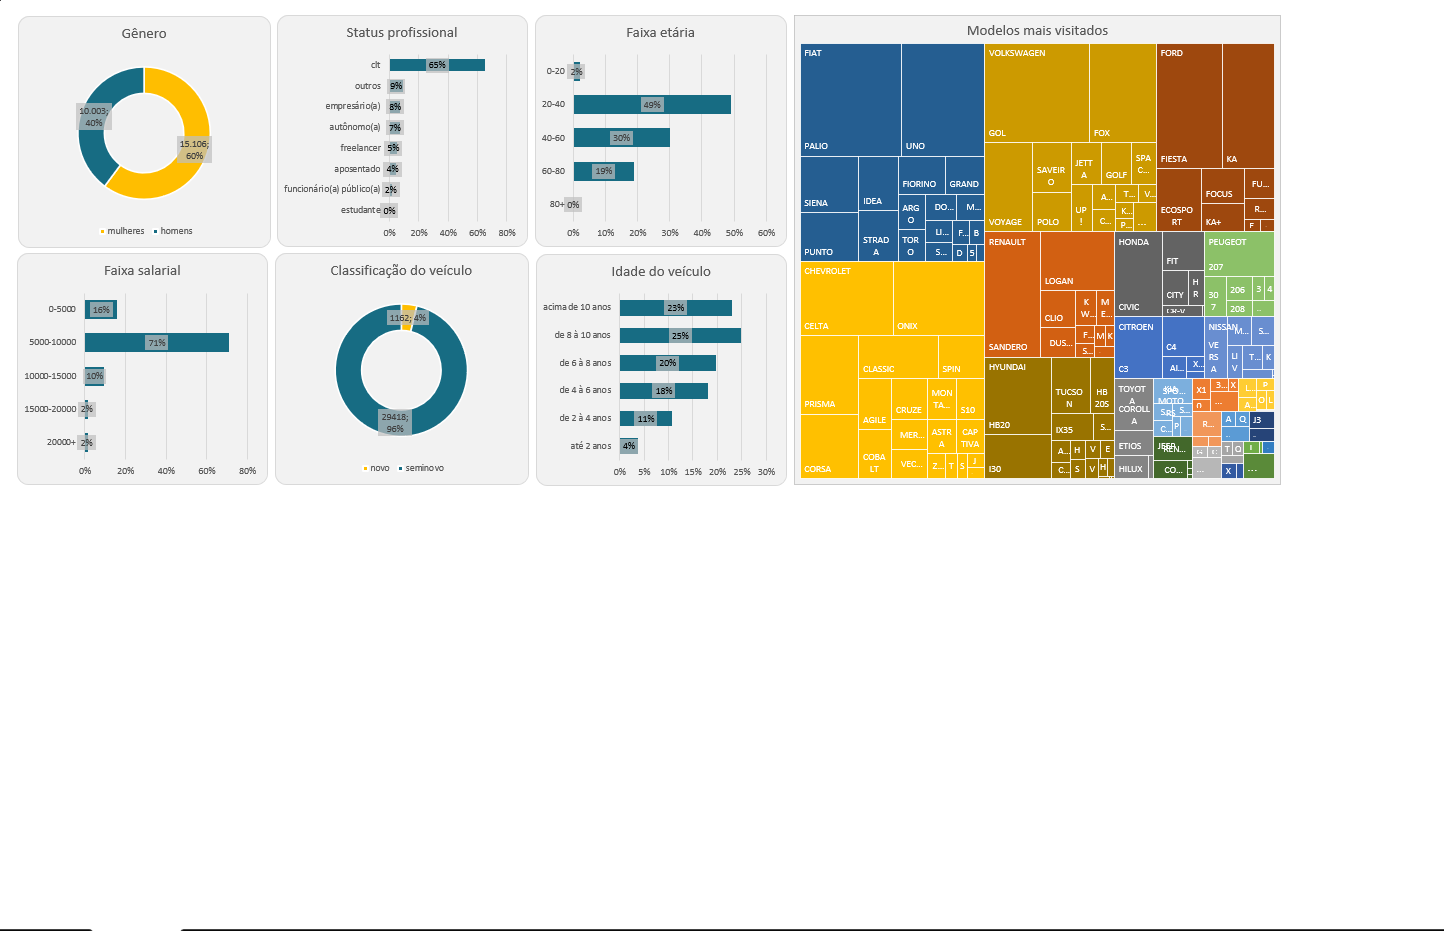 Gênero
10.003;
40%
15.106;
60%
mulheres
homens
Status profissional
clt
65%
outros
9%
empresário(a)
8%
autônomo(a)
7%
freelancer
5%
aposentado
4%
funcionário(a) público(a)
2%
estudante
0%
0% 20% 40% 60% 80%
Faixa etária
0-20
2%
20-40
49%
40-60
30%
60-80
19%
80+
0%
0% 10% 20% 30% 40% 50% 60%
Faixa salarial
0-5000
16%
5000-10000
71%
10000-15000
10%
15000-20000
2%
20000+
2%
0% 20% 40% 60% 80%
Classificação do veículo
1162; 4%
29418;
96%
novo
seminovo
Idade do veículo
acima de 10 anos
23%
de 8 à 10 anos
25%
de 6 à 8 anos
20%
de 4 à 6 anos
18%
de 2 à 4 anos
11%
até 2 anos
4%
0% 5% 10% 15% 20% 25% 30%
Modelos mais visitados
FIAT
PALIO
UNO
SIENA
IDEA
FIORINO
GRAND
ARG
O
DO...
M...
PUNTO
STRAD
A
TOR
O
LI...
F...
B
S...
D
5
CHEVROLET
CELTA
ONIX
PRISMA
CLASSIC
SPIN
CORSA
AGILE
COBA
LT
CRUZE
MON
TA...
S10
MER...
ASTR
A
CAP
TIVA
VEC...
Z...
T
S
J
VOLKSWAGEN
GOL
FOX
VOYAGE
SAVEIR
O
POLO
JETT
A
GOLF
SPA
C...
UP
!
A...
C...
T...
V...
K...
P...
...
FORD
FIESTA
KA
ECOSPO
RT
FOCUS
KA+
FU...
R...
F
RENAULT
SANDERO
LOGAN
CLIO
DUS...
K
W...
M
E...
F...
M
K
S...
HYUNDAI
HB20
I30
TUCSO
N
HB
20S
IX35
S...
A...
H
V
E
C...
S
V
H
HONDA
CIVIC
FIT
CITY
H
R
CR-V
PEUGEOT
207
30
7
206
3
4
208
..
CITROEN
C3
C4
AI...
X...
NISSAN
VE
RS
A
M...
S...
LI
V
T...
K
TOYOT
A
COROLL
A
ETIOS
HILUX
KIA
MOTO
RS
SPO...
S...
C...
P
JEEP
REN...
CO...
X1
3...
X
...
R...
L...
P
A...
O
L
A
Q
..
J3
T
Q
X
...
I
...